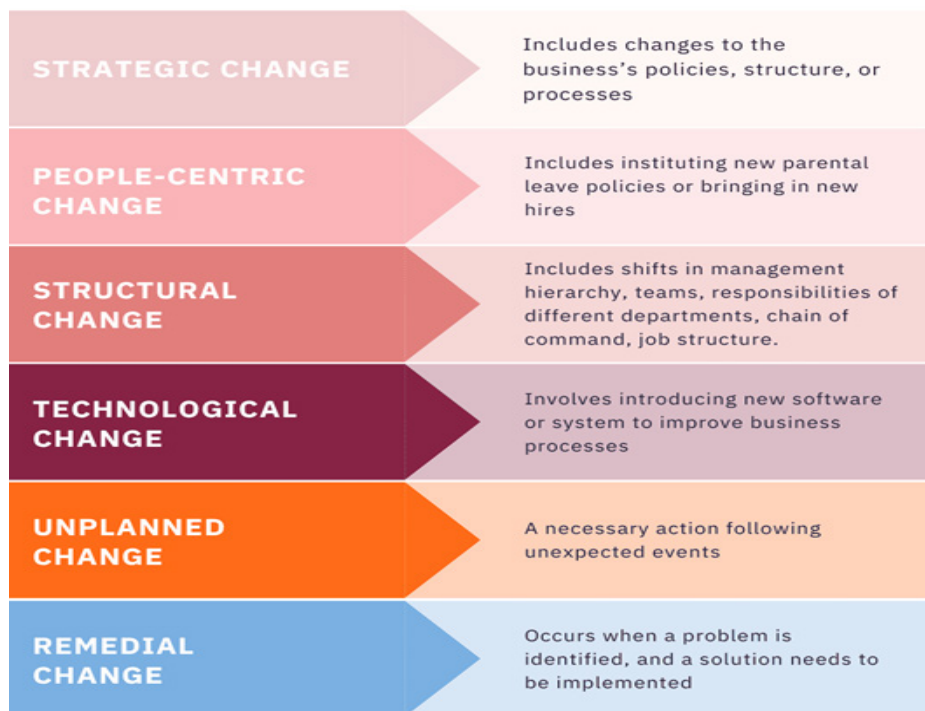 STRATEGIC CHANGE
Includes changes to the
business's policies, structure, or
processes
PEOPLE-CENTRIC
CHANGE
Includes instituting new parental
leave policies or bringing in new
hires
STRUCTURAL
CHANGE
Includes shifts in management
hierarchy, teams, responsibilities of
different departments, chain of
command, job structure.
TECHNOLOGICAL
CHANGE
Involves introducing new software
or system to improve business
processes
UNPLANNED
CHANGE
A necessary action following
unexpected events
REMEDIAL
CHANGE
Occurs when a problem is
identified, and a solution needs to
be implemented